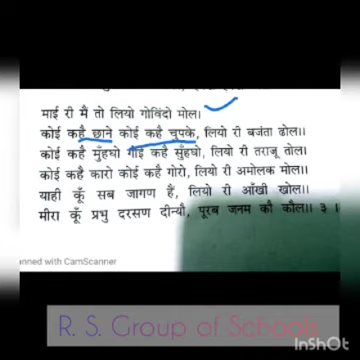 माई री मैं तो लियो गोविंदो मोल।
कोई कहै छाने कोई कहै चुपके, लियो री बजंता ढोल।।
कोई कहै मुँहघो कहै सुँहघो, लियो री तराजू तोल।
कोई कहै कारो कोई कहै गोरो, लियो री अमोलक मोल।।
याही कूँ सब जागण हैं, लियो री आँखी खोल।।
मीरा कूँ प्रभु दरसण दीन्यौ, पूरब जनम कौ कौल।। ३ ।
anned with CamScanner
R. S. Group of Schools
InShOt